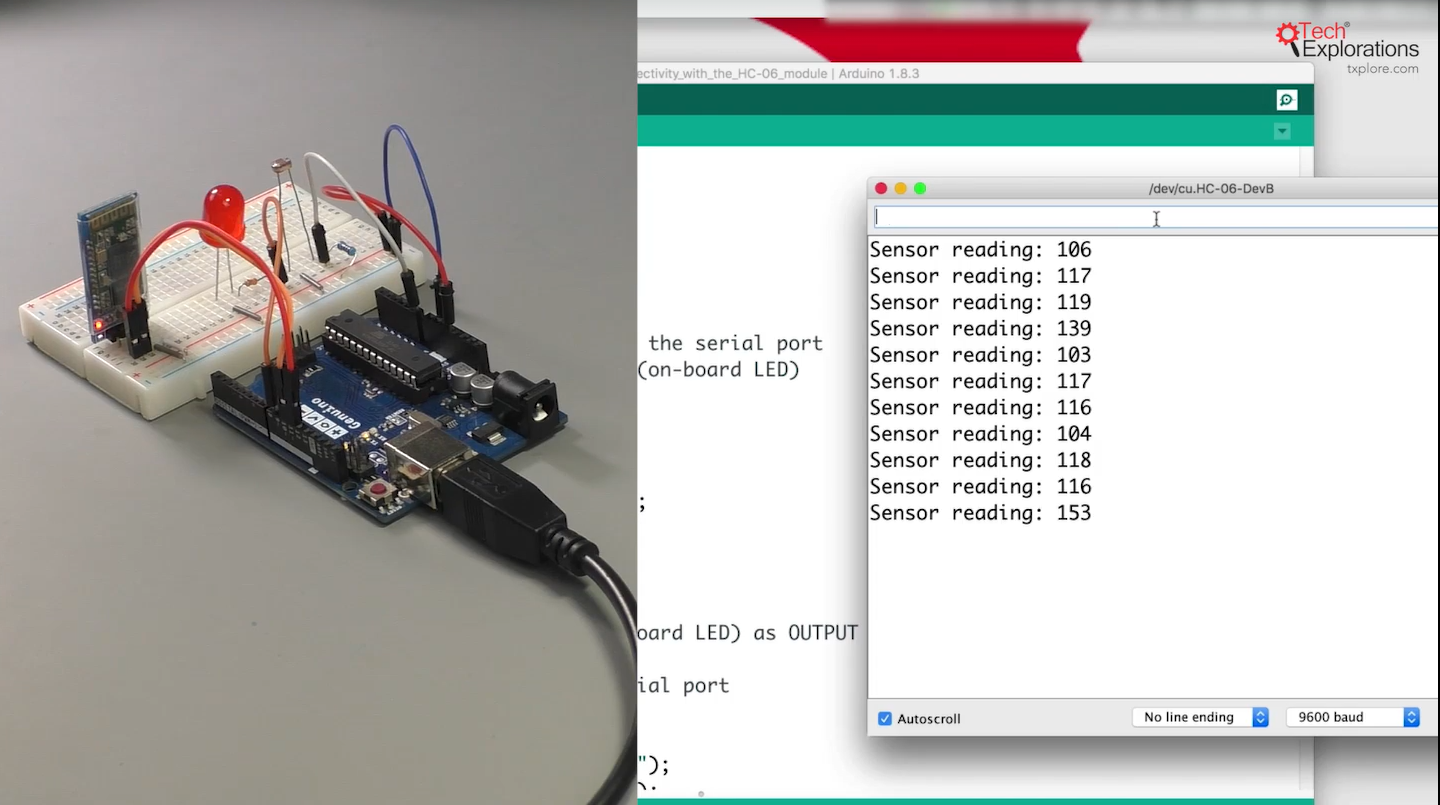 Tech
Explorations
txplore.com
ectivity_with_the_HC-06_module | Arduino 1.8.3
/dev/cu.HC-06-DevB
Sensor reading: 106
Sensor reading: 117
Sensor reading: 119
Sensor reading: 139
Sensor reading: 103
Sensor reading: 117
Sensor reading: 116
Sensor reading: 104
Sensor reading: 118
Sensor reading: 116
Sensor reading: 153
the serial port
(on-board LED)
;
oard LED) as OUTPUT
ial port
");
Autoscroll
No line ending
9600 baud
Genuino